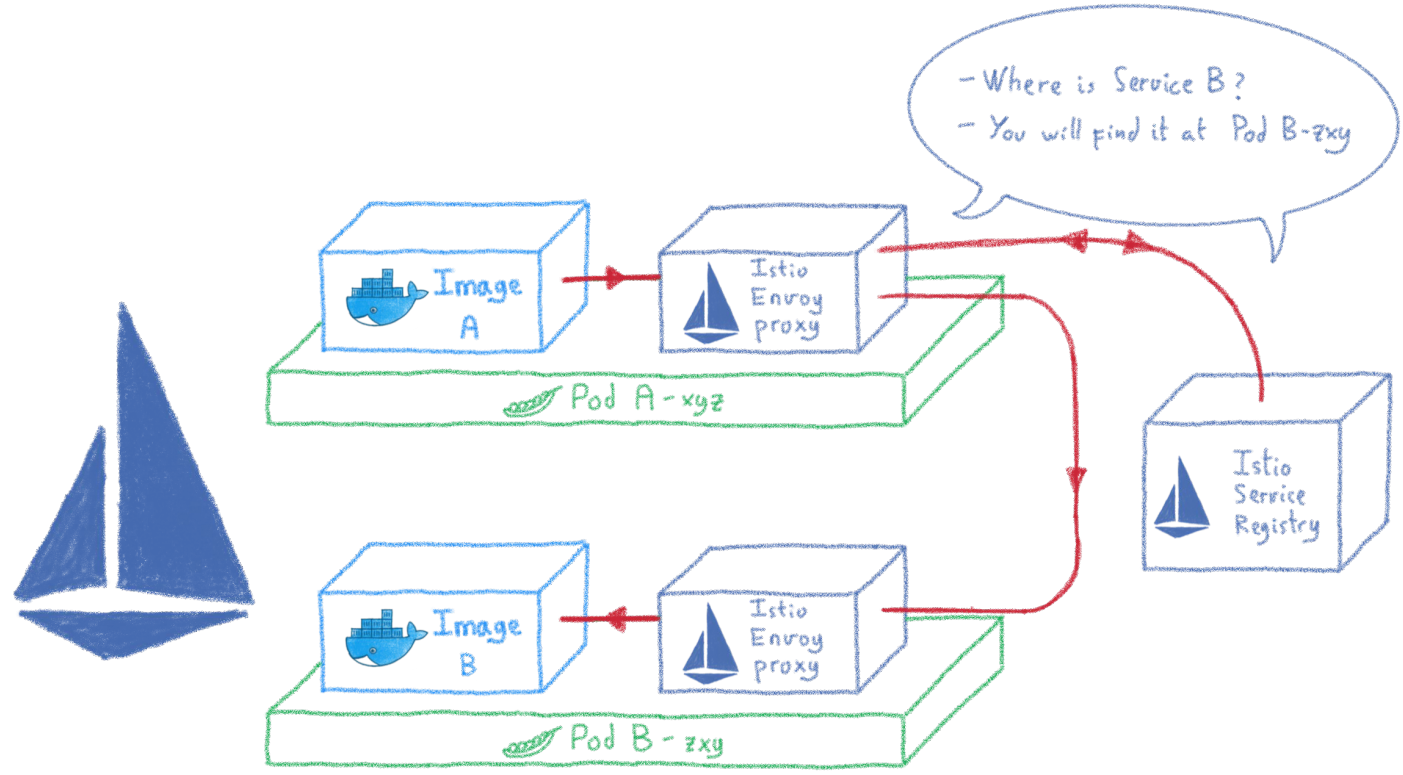 - Where is Service B?
- You will find it at Pod B-zxy
Image
A
Istio
Envoy
proxy
Pod A-xyz
Istio
Service
Registry
Image
B
Istio
Envoy
proxy
Pod B-zxy